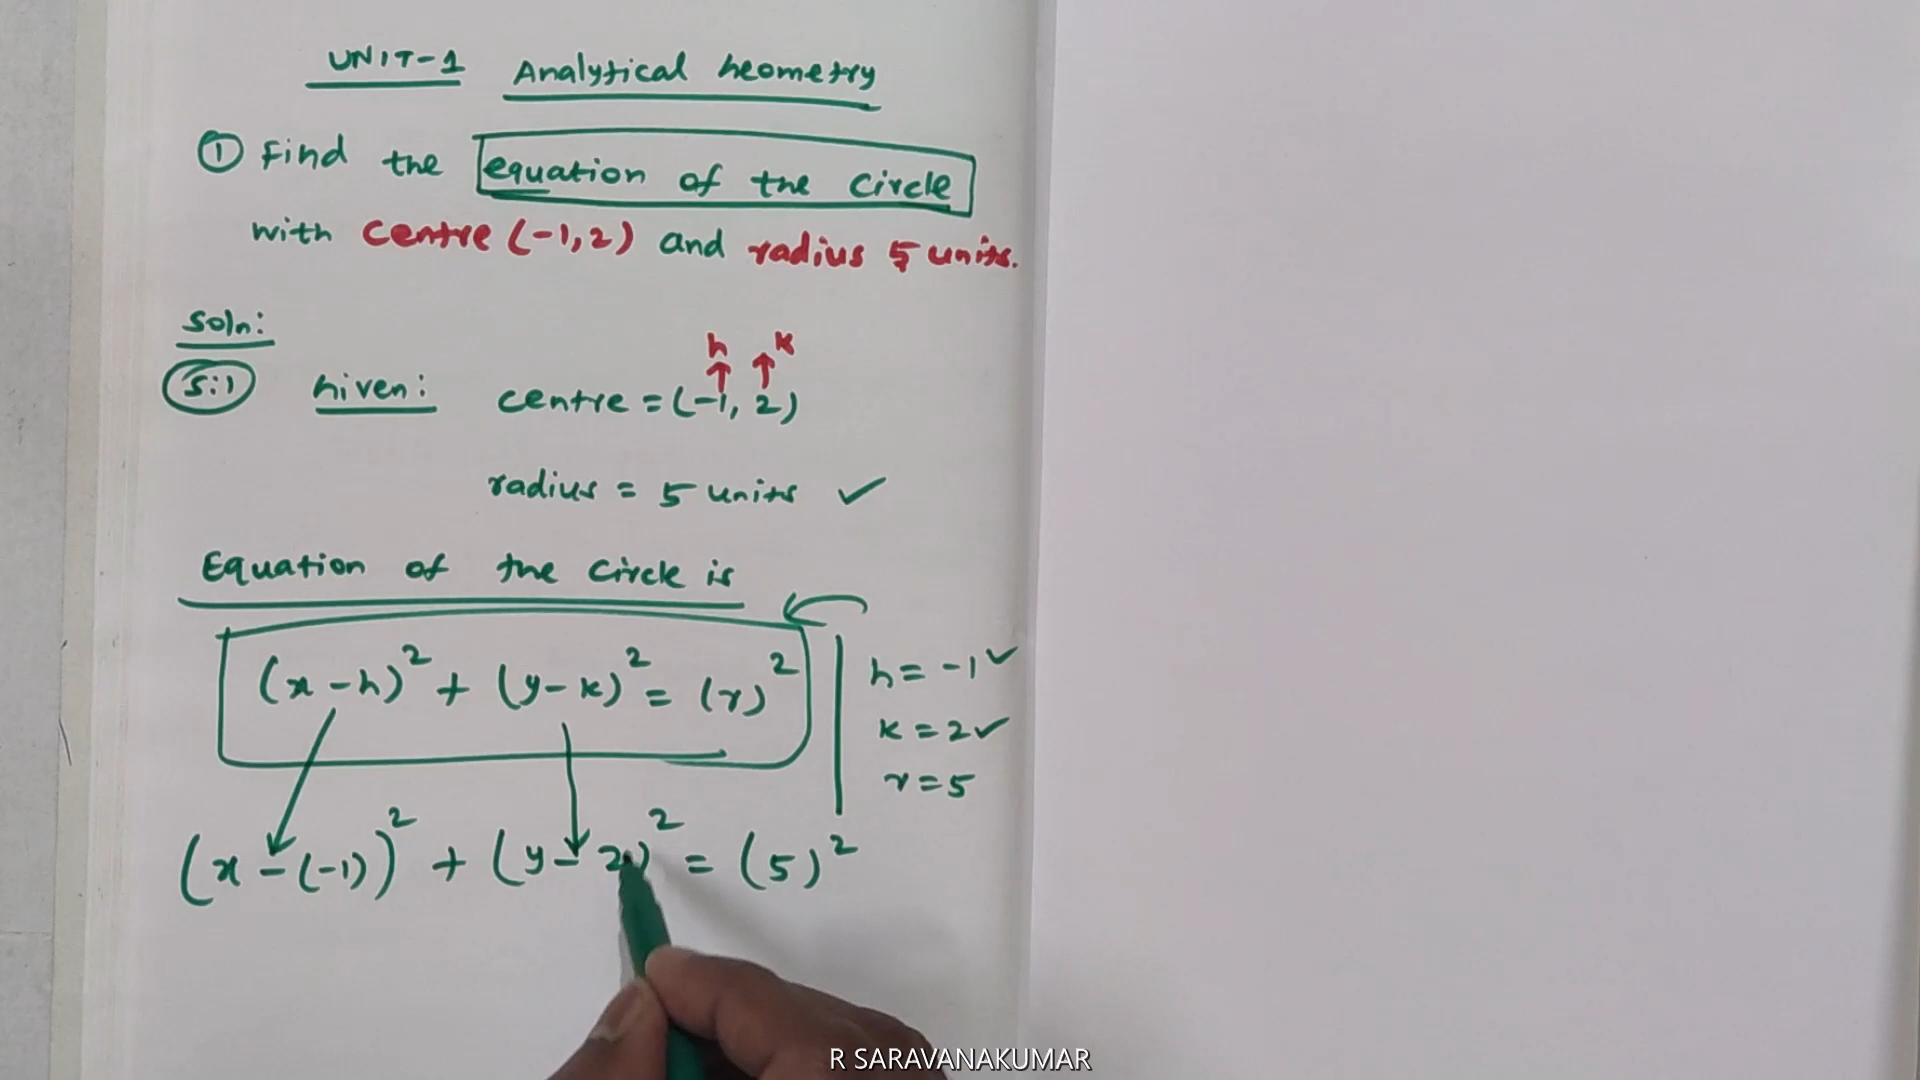 UNIT-1 Analytical Geometry
① Find the equation of the circle
with centre (-1, 2) and radius 5 units.
Soln:
S:1 Given: centre = (-1, 2)
h k
radius = 5 units ✓
Equation of the circle is
(x - h)² + (y - k)² = (r)²
h = -1 ✓
k = 2 ✓
r = 5
(x - (-1))² + (y - 2)² = (5)²
R SARAVANAKUMAR